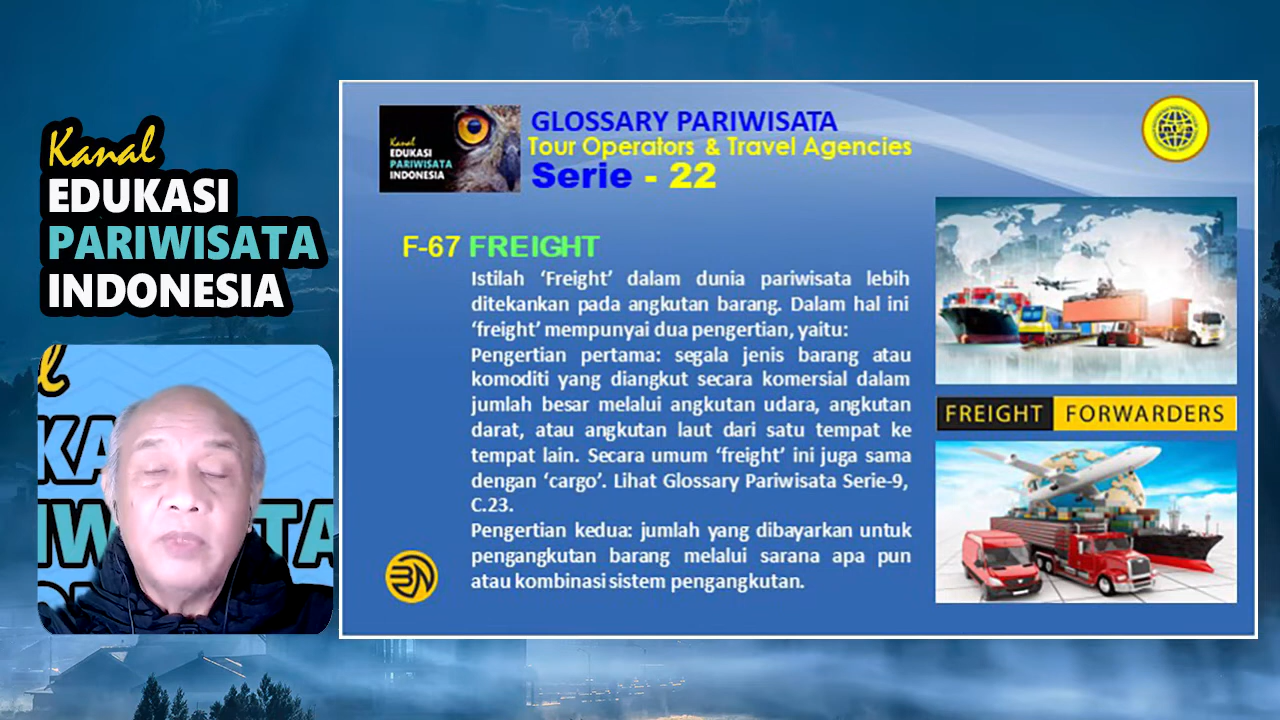 Kanal
EDUKASI
PARIWISATA
INDONESIA
Kanal
EDUKASI
PARIWISATA
INDONESIA
GLOSSARY PARIWISATA
Tour Operators & Travel Agencies
Serie - 22
F-67 FREIGHT
Istilah ‘Freight’ dalam dunia pariwisata lebih
ditekankan pada angkutan barang. Dalam hal ini
‘freight’ mempunyai dua pengertian, yaitu:
Pengertian pertama: segala jenis barang atau
komoditi yang diangkut secara komersial dalam
jumlah besar melalui angkutan udara, angkutan
darat, atau angkutan laut dari satu tempat ke
tempat lain. Secara umum ‘freight’ ini juga sama
dengan ‘cargo’. Lihat Glossary Pariwisata Serie-9,
C.23.
Pengertian kedua: jumlah yang dibayarkan untuk
pengangkutan barang melalui sarana apa pun
atau kombinasi sistem pengangkutan.
FREIGHT FORWARDERS
BN